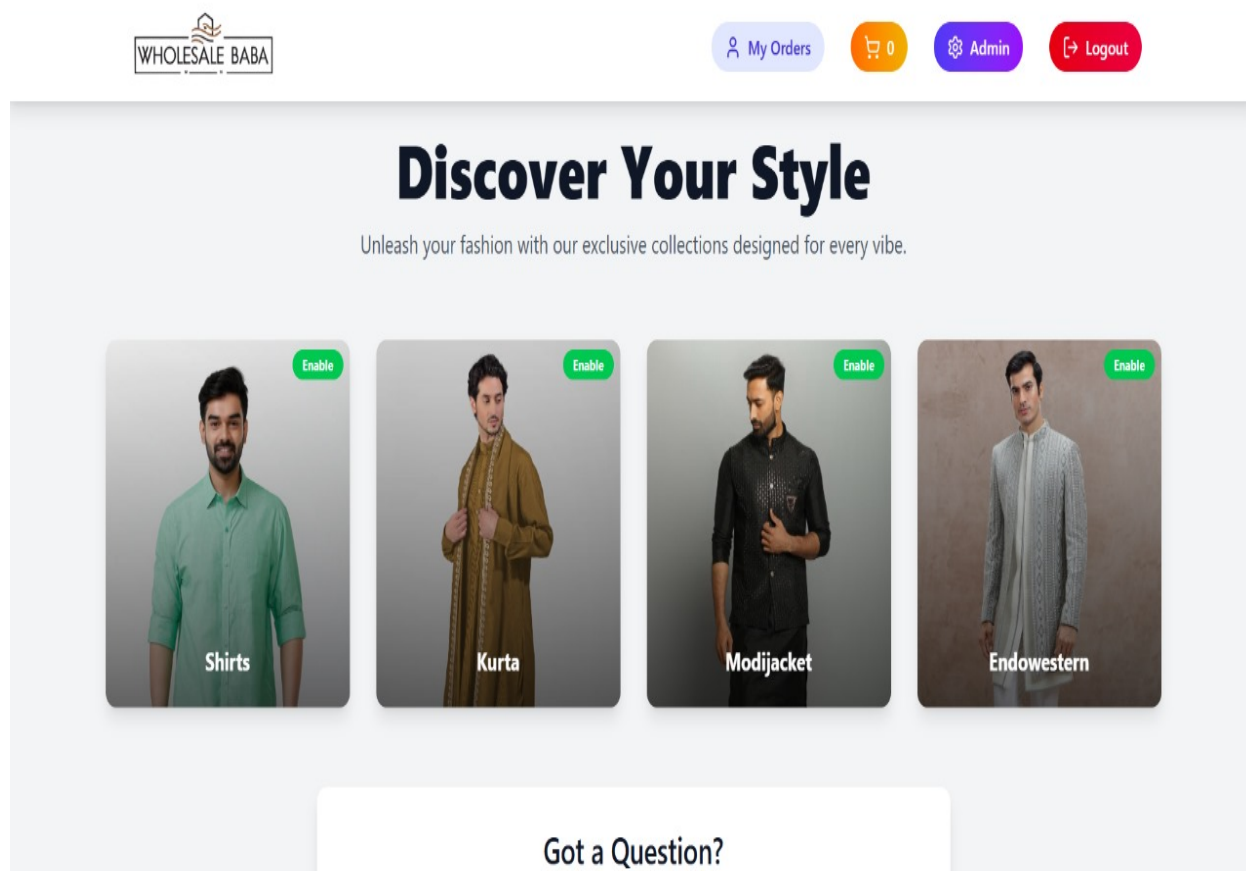 WHOLESALE BABA
My Orders
0
Admin
Logout
Discover Your Style
Unleash your fashion with our exclusive collections designed for every vibe.
Enable
Enable
Enable
Enable
Shirts
Kurta
Modijacket
Endowestern
Got a Question?